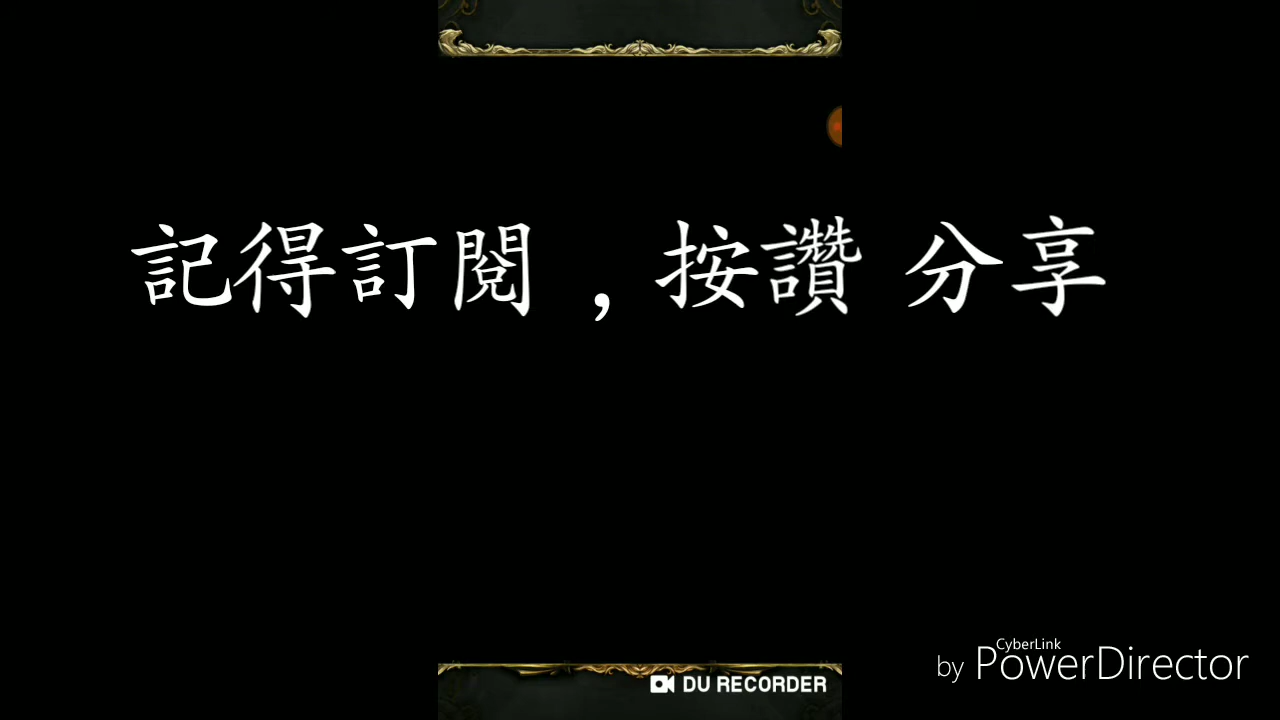 記得訂閱 , 按讚 分享
DU RECORDER
CyberLink
by PowerDirector